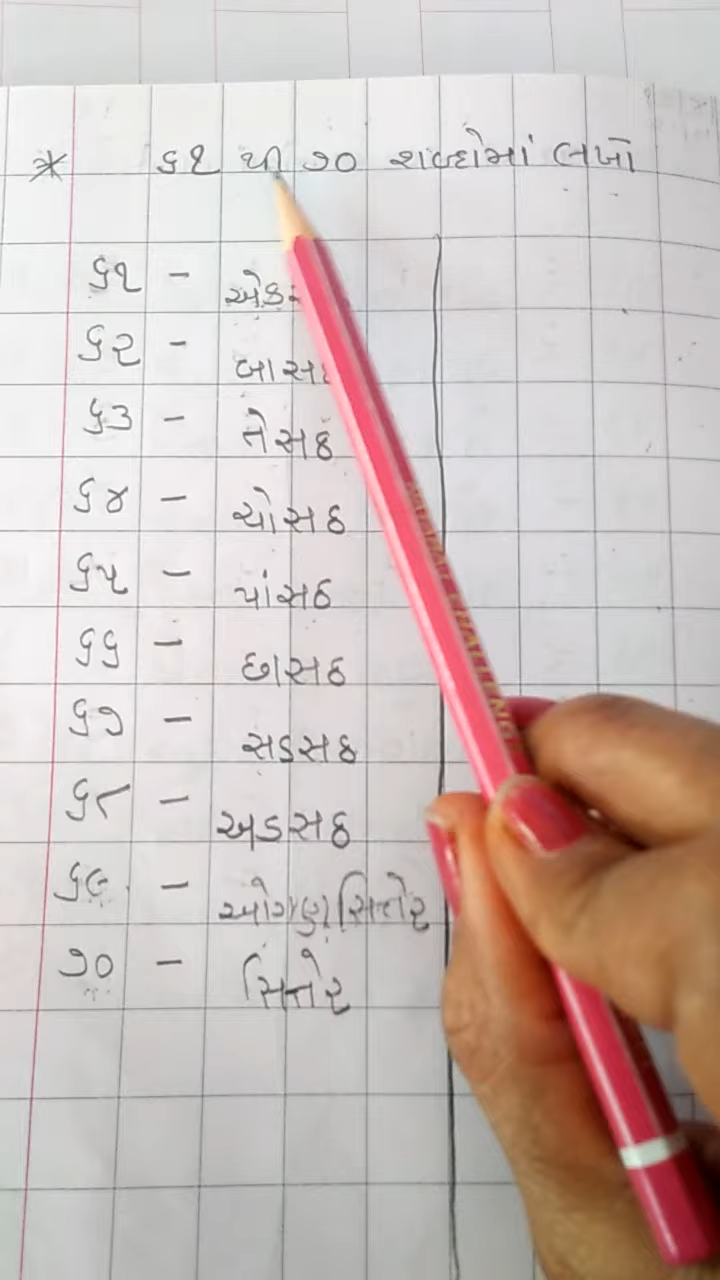 * ૬૧ થી ૭૦ શબ્દોમાં લખો
૬૧ -
૬૨ - બાસઠ
૬૩ - તેસઠ
૬૪ - ચોસઠ
૬૫ - પાંસઠ
૬૬ - છાસઠ
૬૭ - સડસઠ
૬૮ - અડસઠ
૬૯ - ઓગણસિત્તેર
૭૦ - સિત્તેર